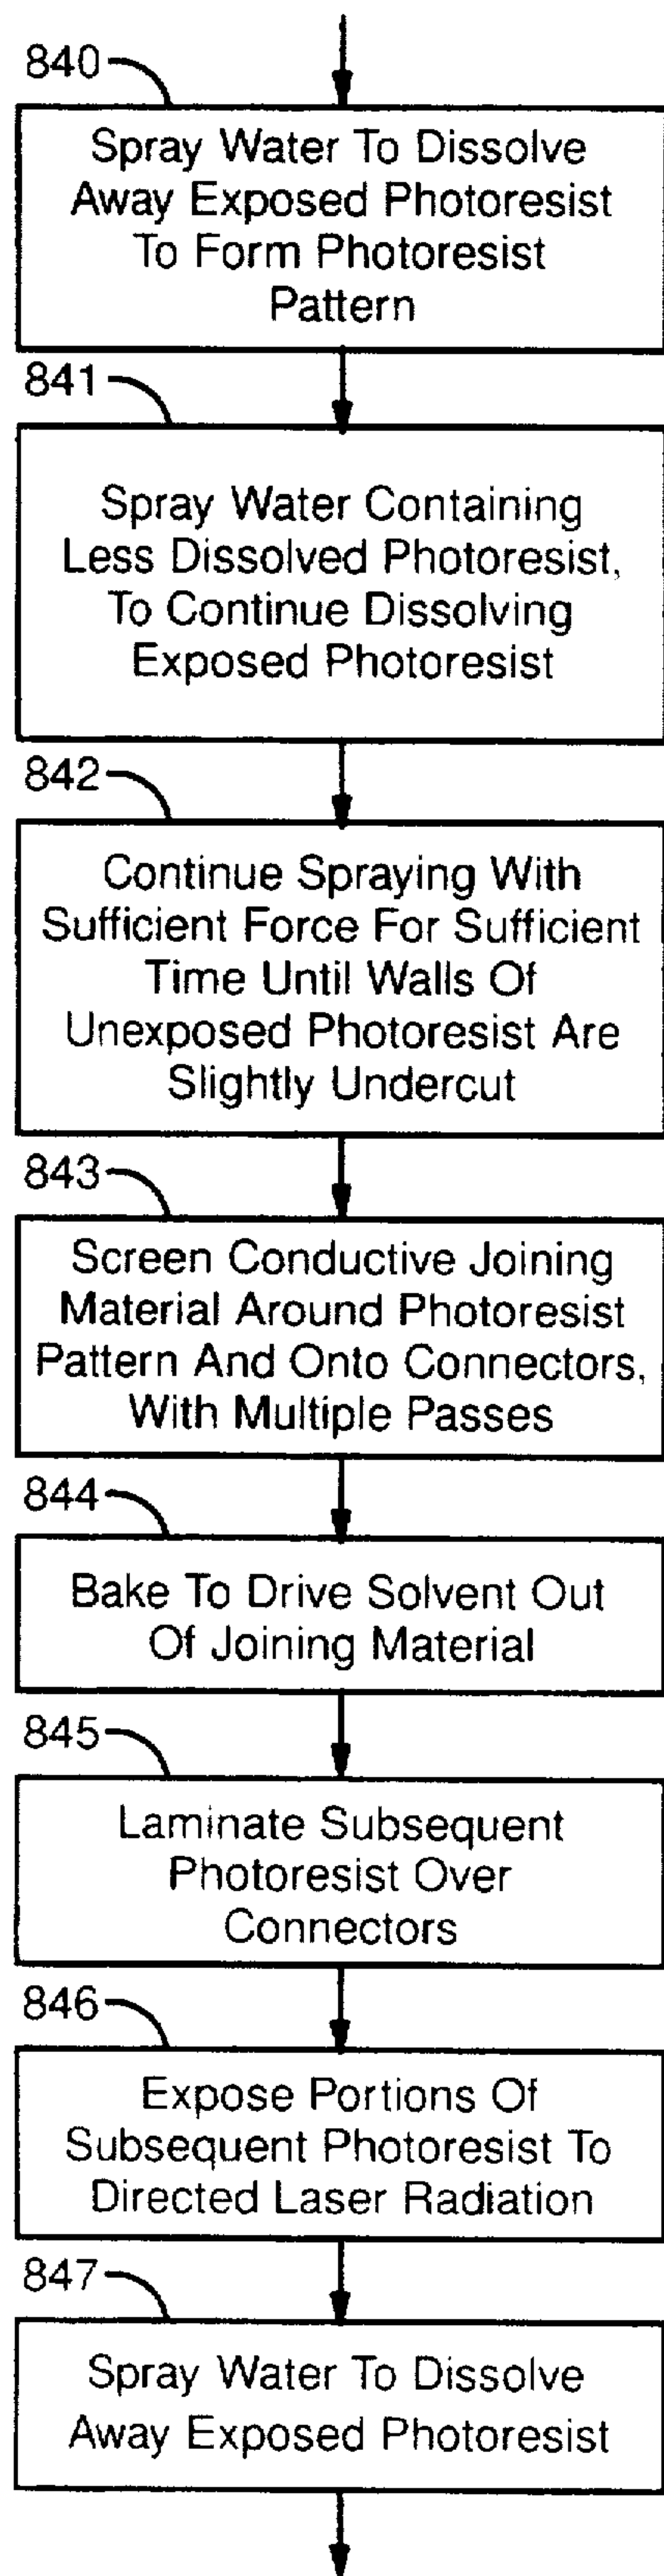 840
Spray Water To Dissolve
Away Exposed Photoresist
To Form Photoresist
Pattern
841
Spray Water Containing
Less Dissolved Photoresist,
To Continue Dissolving
Exposed Photoresist
842
Continue Spraying With
Sufficient Force For Sufficient
Time Until Walls Of
Unexposed Photoresist Are
Slightly Undercut
843
Screen Conductive Joining
Material Around Photoresist
Pattern And Onto Connectors,
With Multiple Passes
844
Bake To Drive Solvent Out
Of Joining Material
845
Laminate Subsequent
Photoresist Over
Connectors
846
Expose Portions Of
Subsequent Photoresist To
Directed Laser Radiation
847
Spray Water To Dissolve
Away Exposed Photoresist